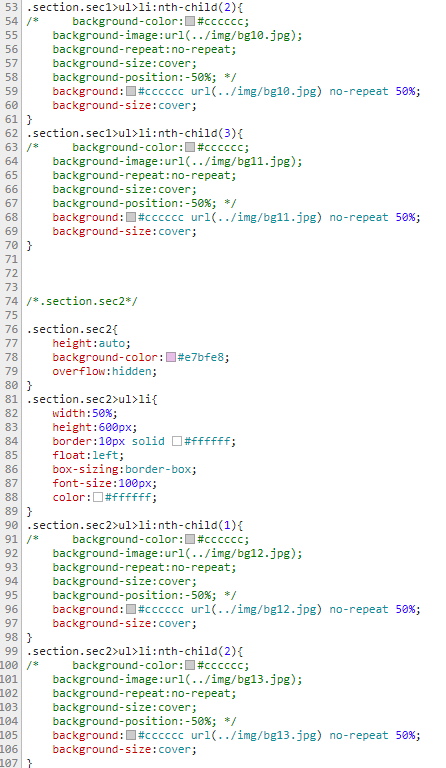 53 .section.sec1>ul>li:nth-child(2){
54 /*     background-color:#cccccc;
55     background-image:url(../img/bg10.jpg);
56     background-repeat:no-repeat;
57     background-size:cover;
58     background-position:-50%; */
59     background:#cccccc url(../img/bg10.jpg) no-repeat 50%;
60     background-size:cover;
61 }
62 .section.sec1>ul>li:nth-child(3){
63 /*     background-color:#cccccc;
64     background-image:url(../img/bg11.jpg);
65     background-repeat:no-repeat;
66     background-size:cover;
67     background-position:-50%; */
68     background:#cccccc url(../img/bg11.jpg) no-repeat 50%;
69     background-size:cover;
70 }
71
72
73
74 /*.section.sec2*/
75
76 .section.sec2{
77     height:auto;
78     background-color:#e7bfe8;
79     overflow:hidden;
80 }
81 .section.sec2>ul>li{
82     width:50%;
83     height:600px;
84     border:10px solid #ffffff;
85     float:left;
86     box-sizing:border-box;
87     font-size:100px;
88     color:#ffffff;
89 }
90 .section.sec2>ul>li:nth-child(1){
91 /*     background-color:#cccccc;
92     background-image:url(../img/bg12.jpg);
93     background-repeat:no-repeat;
94     background-size:cover;
95     background-position:-50%; */
96     background:#cccccc url(../img/bg12.jpg) no-repeat 50%;
97     background-size:cover;
98 }
99 .section.sec2>ul>li:nth-child(2){
100 /*     background-color:#cccccc;
101     background-image:url(../img/bg13.jpg);
102     background-repeat:no-repeat;
103     background-size:cover;
104     background-position:-50%; */
105     background:#cccccc url(../img/bg13.jpg) no-repeat 50%;
106     background-size:cover;
107 }